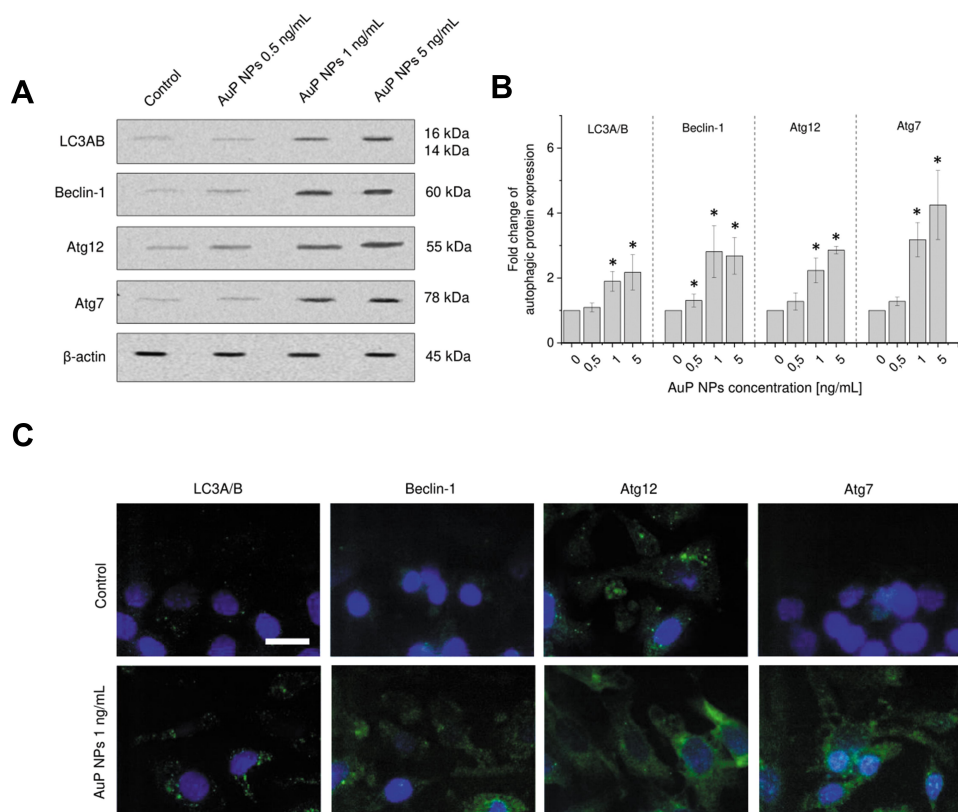 A
Control
AuP NPs 0.5 ng/mL
AuP NPs 1 ng/mL
AuP NPs 5 ng/mL
LC3AB
16 kDa
14 kDa
Beclin-1
60 kDa
Atg12
55 kDa
Atg7
78 kDa
β-actin
45 kDa
B
Fold change of
autophagic protein expression
6
4
2
0
LC3A/B
Beclin-1
Atg12
Atg7
* *
* * *
* *
* *
0 0,5 1 5
0 0,5 1 5
0 0,5 1 5
0 0,5 1 5
AuP NPs concentration [ng/mL]
C
LC3A/B
Beclin-1
Atg12
Atg7
Control
AuP NPs 1 ng/mL